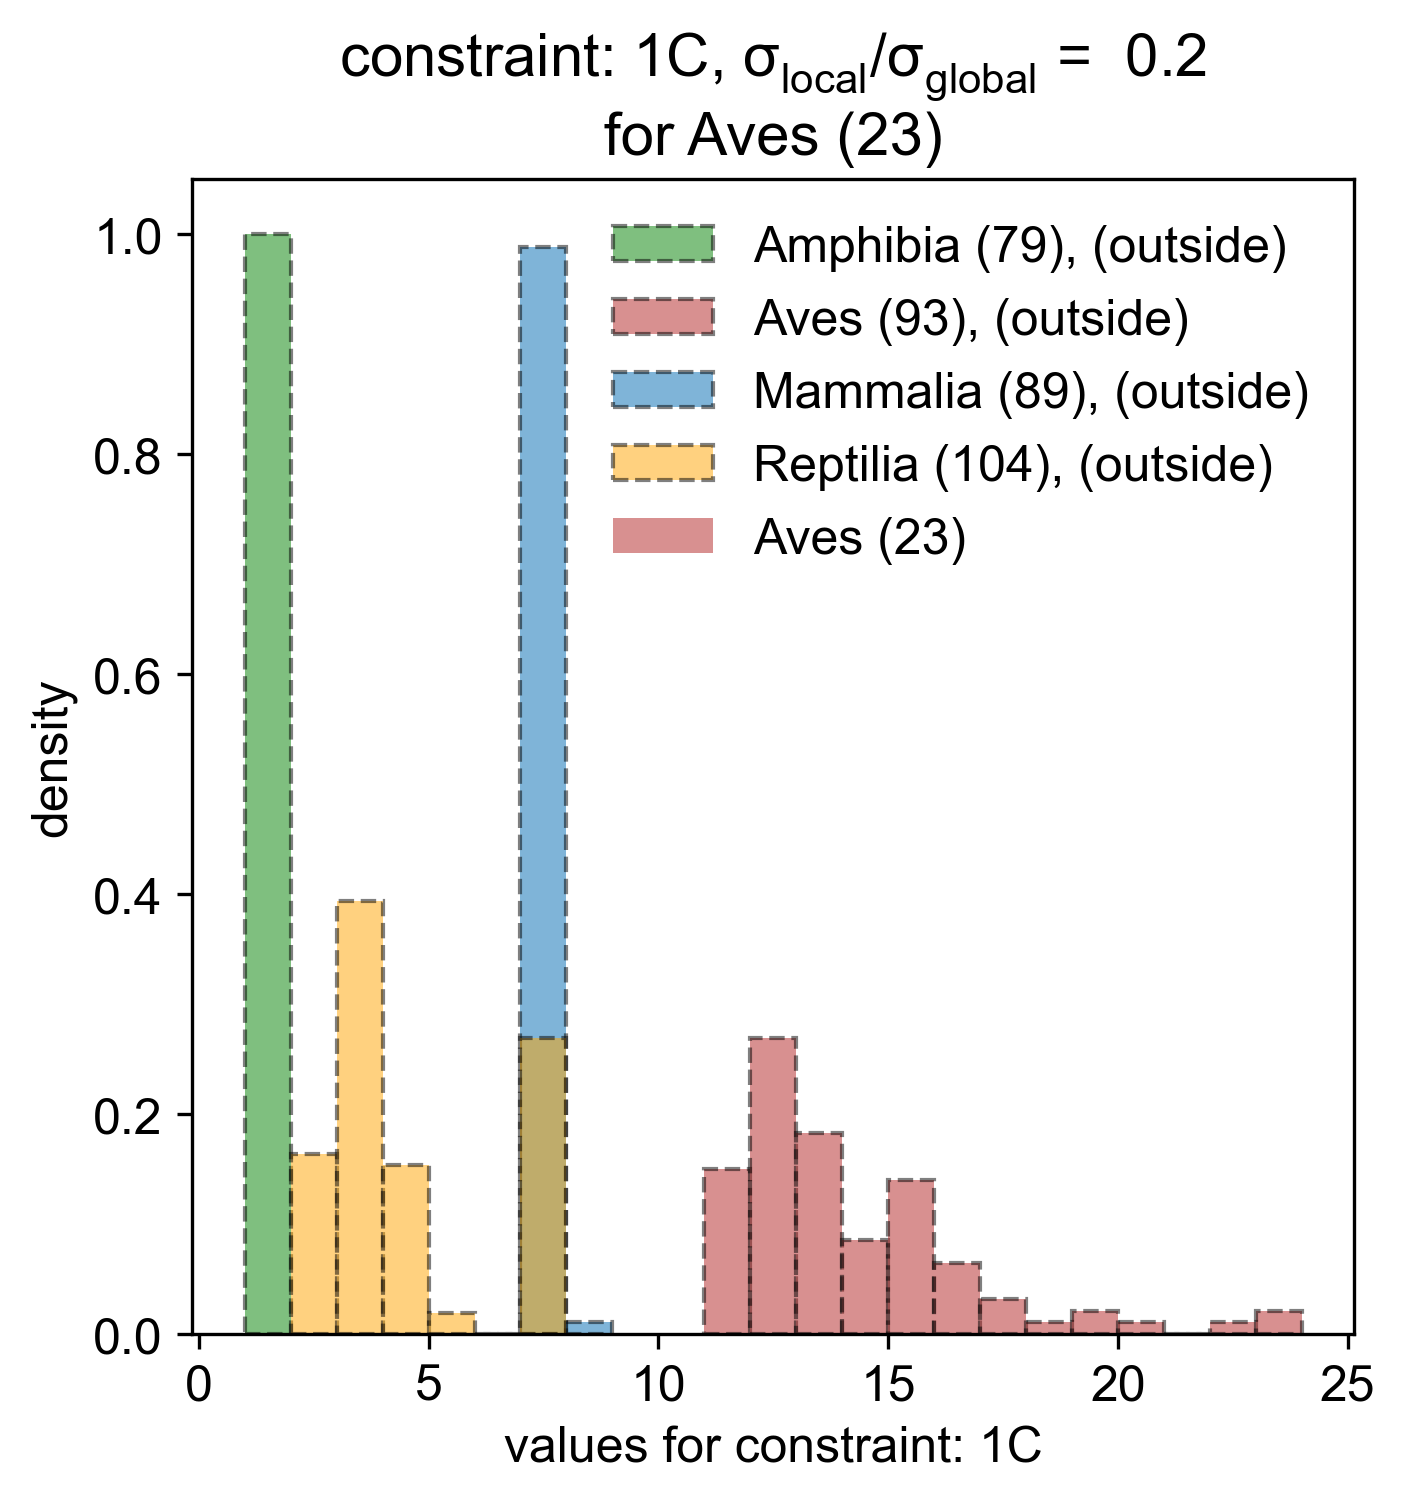 constraint: 1C, σlocal/σglobal = 0.2
for Aves (23)
Amphibia (79), (outside)
Aves (93), (outside)
Mammalia (89), (outside)
Reptilia (104), (outside)
Aves (23)
1.0
0.8
0.6
0.4
0.2
0.0
density
0 5 10 15 20 25
values for constraint: 1C